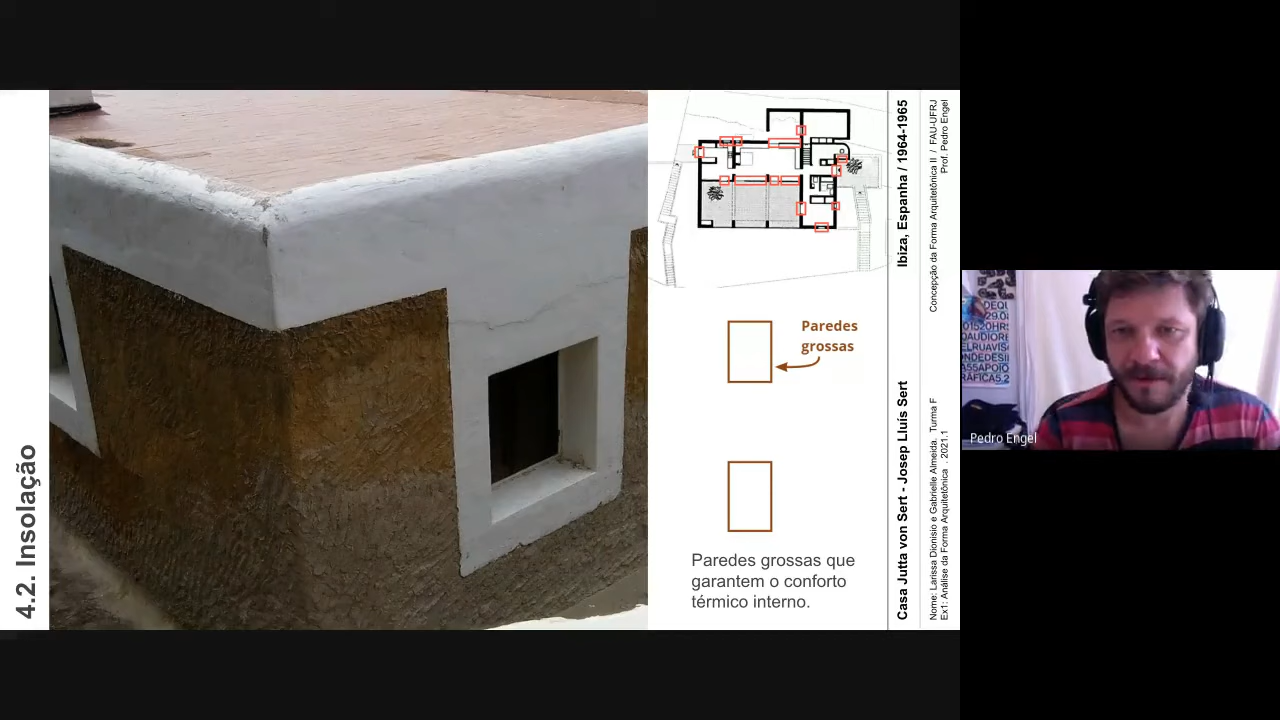 4.2. Insolação
Paredes
grossas
Paredes grossas que
garantem o conforto
térmico interno.
Casa Jutta von Sert - Josep Lluís Sert
Ibiza, Espanha / 1964-1965
Nome: Larissa Dionisio e Gabrielle Almeida. Turma F
Ex1: Análise da Forma Arquitetônica . 2021.1
Concepção da Forma Arquitetônica II / FAU-UFRJ
Prof. Pedro Engel
Pedro Engel